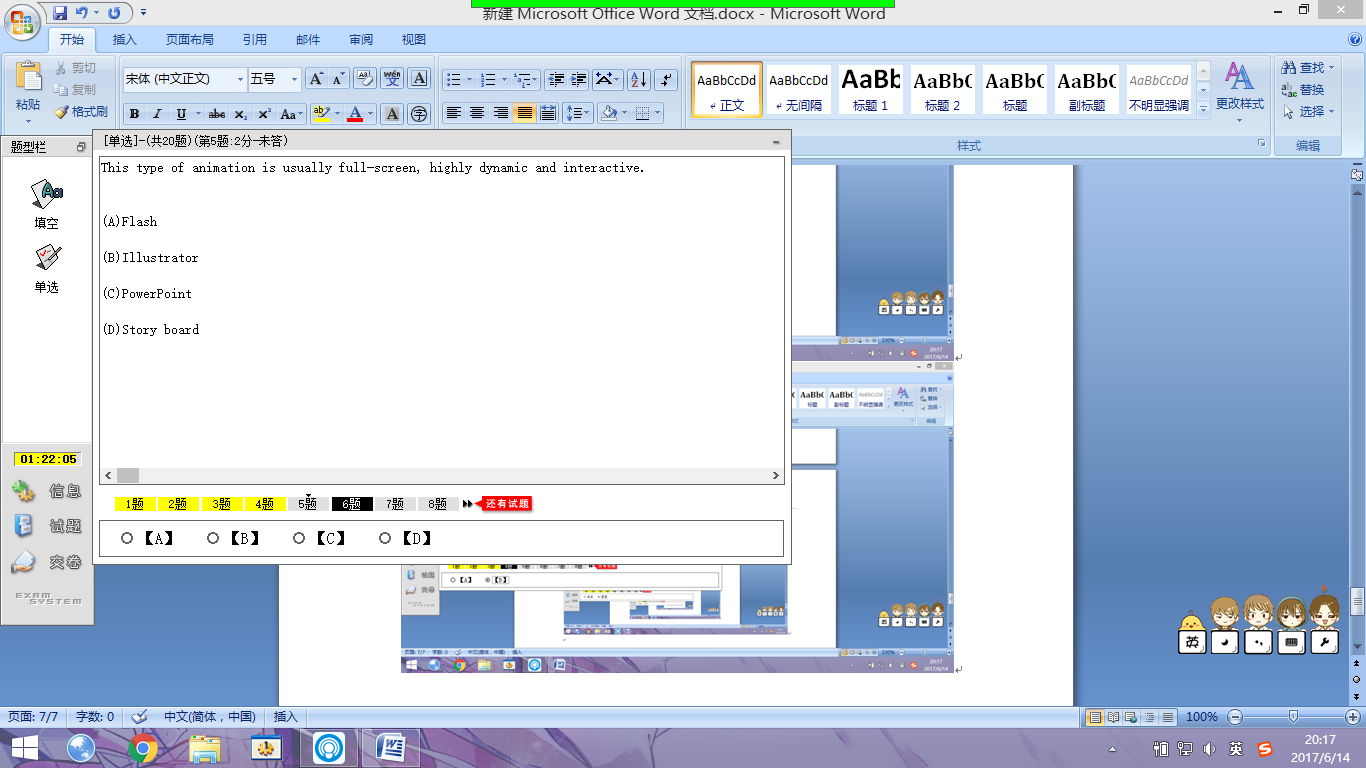 新建 Microsoft Office Word 文档.docx - Microsoft Word
开始 插入 页面布局 引用 邮件 审阅 视图
粘贴
剪切
复制
格式刷
宋体 (中文正文) 五号
AaBbCcDd AaBbCcDd AaBb AaBbC AaBbC AaBbC AaBbCcDd
正文 无间隔 标题 1 标题 2 标题 副标题 不明显强调
更改样式
查找
替换
选择
样式 编辑
题型栏
填空
单选
[单选]-(共20题)(第5题:2分-未答)
This type of animation is usually full-screen, highly dynamic and interactive.
(A)Flash
(B)Illustrator
(C)PowerPoint
(D)Story board
1题 2题 3题 4题 5题 6题 7题 8题 还有试题
【A】 【B】 【C】 【D】
01:22:05
信息
试题
交卷
EXAM
SYSTEM
英
页面: 7/7 字数: 0 中文(简体，中国) 插入 100%
英 20:17
2017/6/14